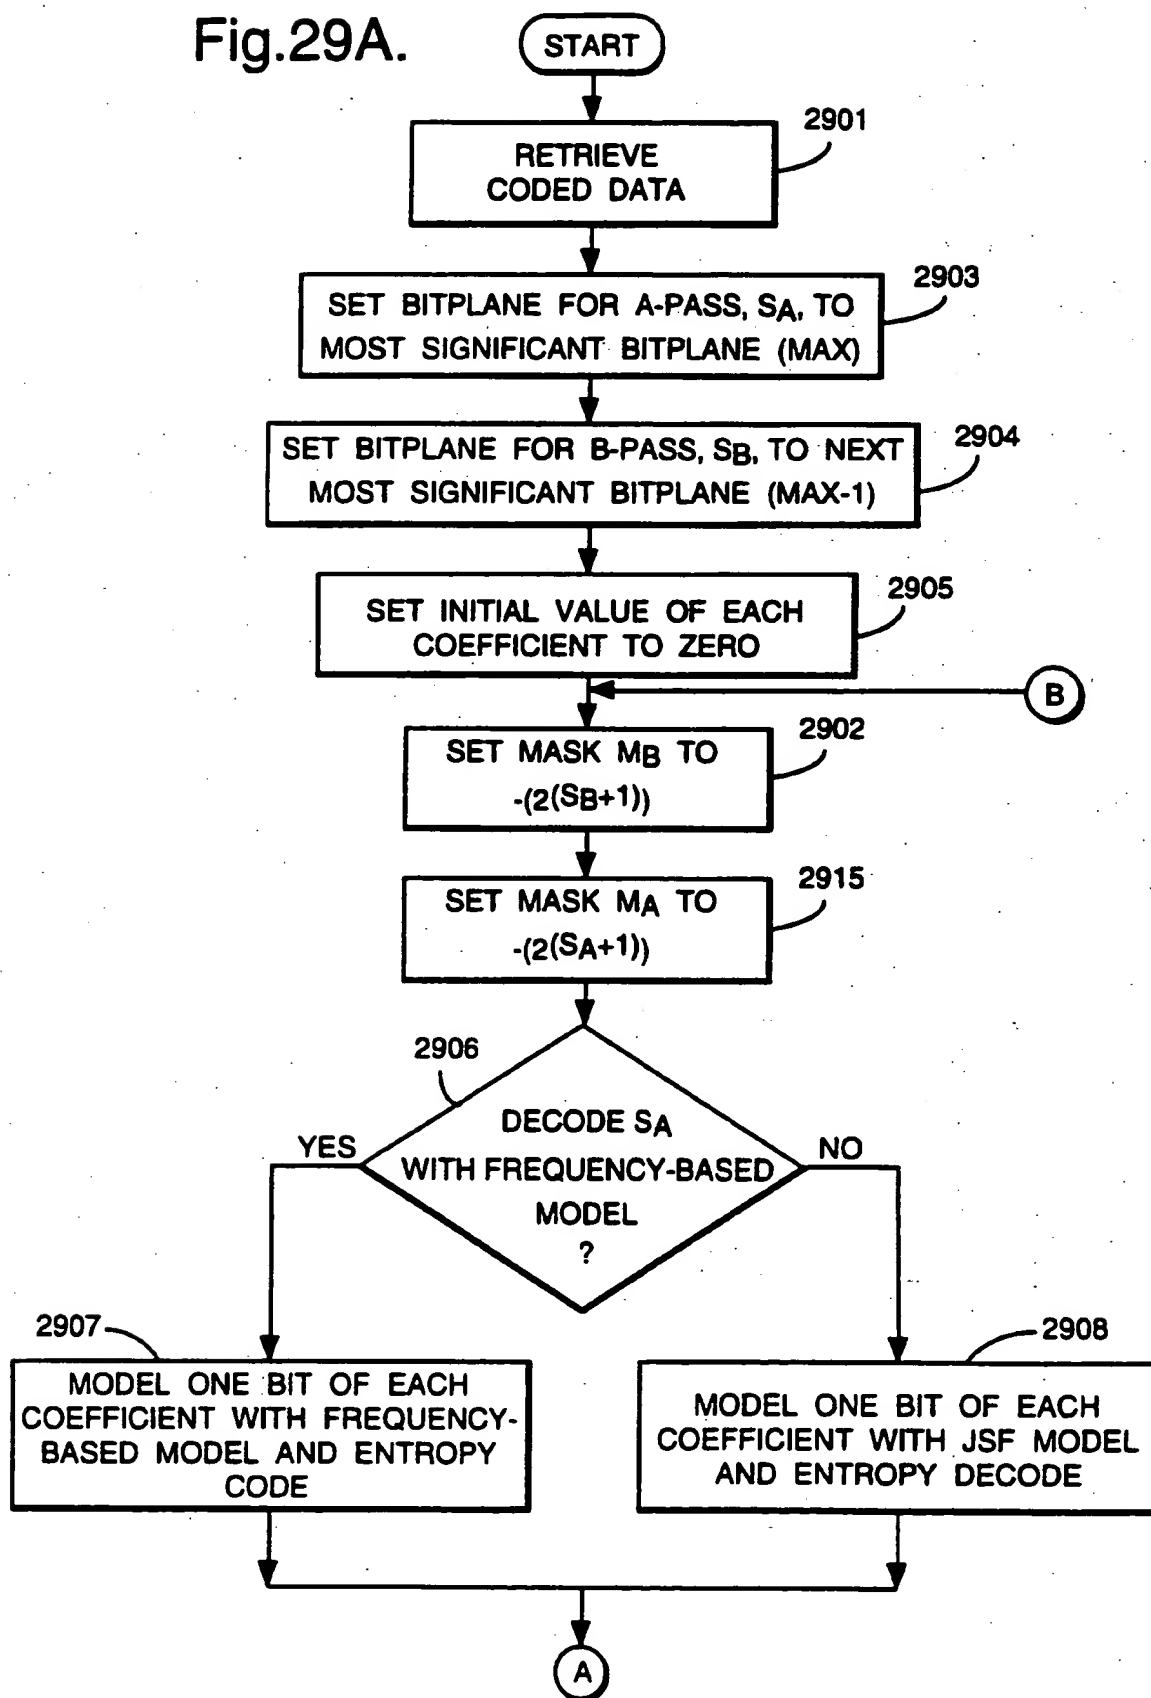 Fig.29A.
START
2901
RETRIEVE
CODED DATA
2903
SET BITPLANE FOR A-PASS, SA, TO
MOST SIGNIFICANT BITPLANE (MAX)
2904
SET BITPLANE FOR B-PASS, SB, TO NEXT
MOST SIGNIFICANT BITPLANE (MAX-1)
2905
SET INITIAL VALUE OF EACH
COEFFICIENT TO ZERO
B
2902
SET MASK MB TO
-(2(SB+1))
2915
SET MASK MA TO
-(2(SA+1))
2906
DECODE SA
WITH FREQUENCY-BASED
MODEL
?
YES
NO
2907
MODEL ONE BIT OF EACH
COEFFICIENT WITH FREQUENCY-
BASED MODEL AND ENTROPY
CODE
2908
MODEL ONE BIT OF EACH
COEFFICIENT WITH JSF MODEL
AND ENTROPY DECODE
A